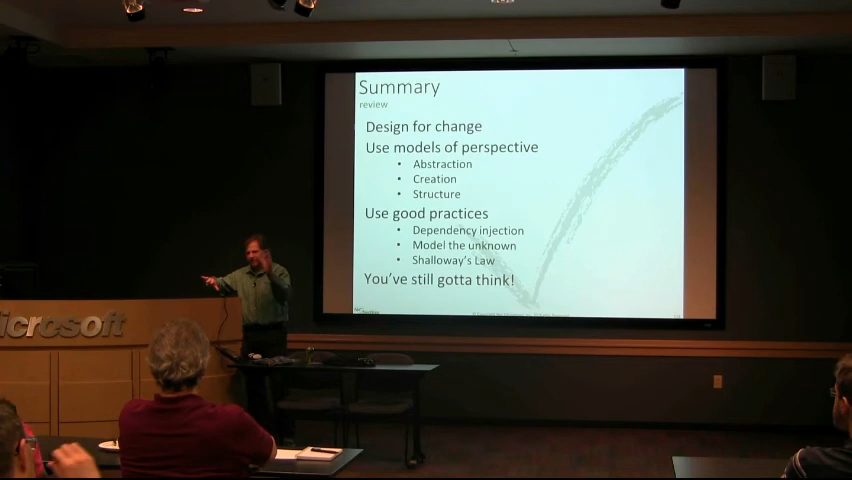 Summary
review
Design for change
Use models of perspective
• Abstraction
• Creation
• Structure
Use good practices
• Dependency injection
• Model the unknown
• Shalloway's Law
You've still gotta think!
icrosoft